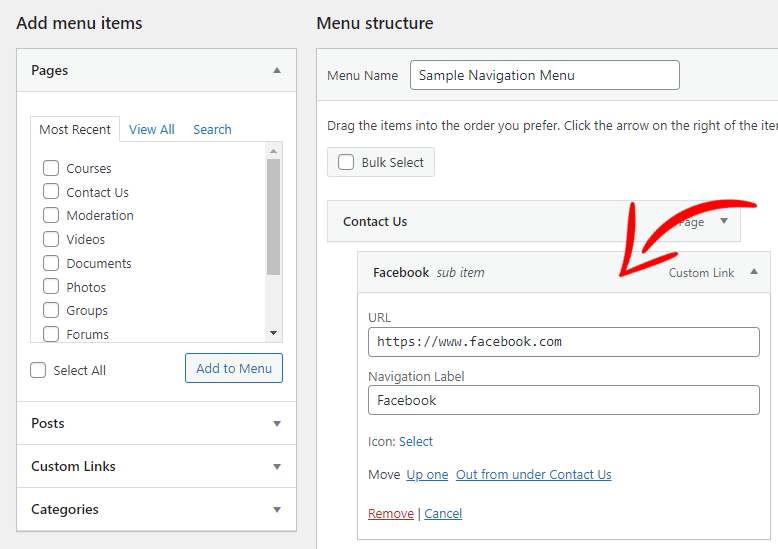 Add menu items
Pages
Most Recent View All Search
Courses
Contact Us
Moderation
Videos
Documents
Photos
Groups
Forums
Select All Add to Menu
Posts
Custom Links
Categories
Menu structure
Menu Name Sample Navigation Menu
Drag the items into the order you prefer. Click the arrow on the right of the
Bulk Select
Contact Us Page
Facebook sub item Custom Link
URL
https://www.facebook.com
Navigation Label
Facebook
Icon: Select
Move Up one Out from under Contact Us
Remove | Cancel